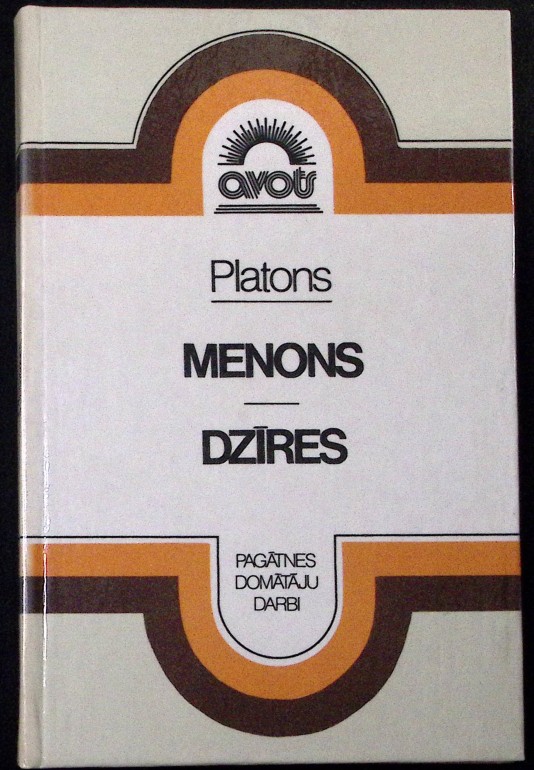 avots
Platons
MENONS
DZĪRES
PAGĀTNES
DOMĀTĀJU
DARBI